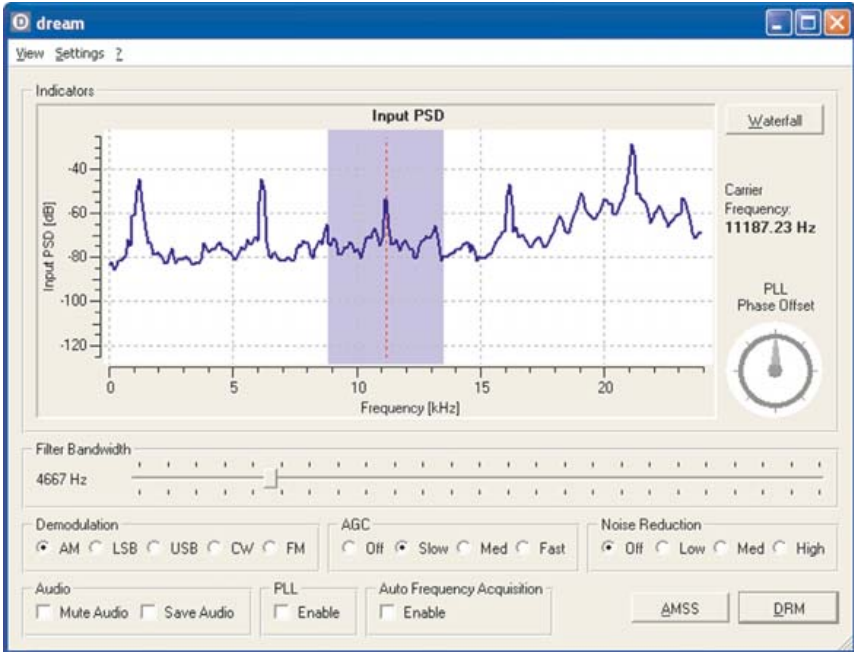 dream
View Settings ?
Indicators
Input PSD
Waterfall
-40
-60
-80
-100
-120
Input PSD [dB]
0 5 10 15 20
Frequency [kHz]
Carrier
Frequency:
11187.23 Hz
PLL
Phase Offset
Filter Bandwidth
4667 Hz
Demodulation
AM LSB USB CW FM
AGC
Off Slow Med Fast
Noise Reduction
Off Low Med High
Audio
Mute Audio Save Audio
PLL
Enable
Auto Frequency Acquisition
Enable
AMSS
DRM